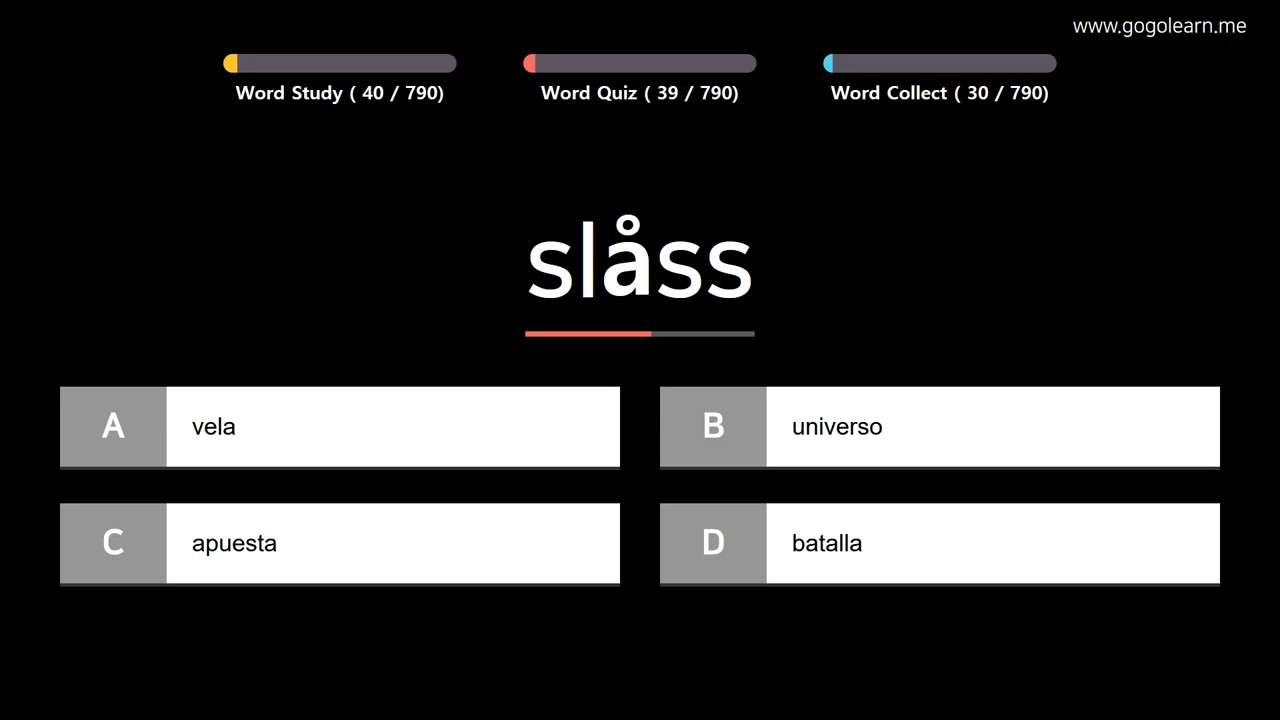 www.gogolearn.me
Word Study ( 40 / 790)
Word Quiz ( 39 / 790)
Word Collect ( 30 / 790)
slåss
A
vela
B
universo
C
apuesta
D
batalla